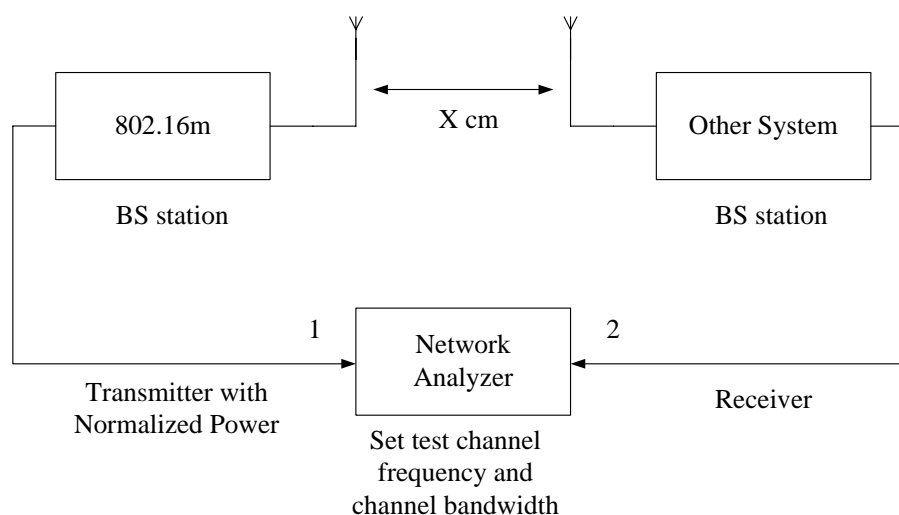 802.16m
X cm
Other System
BS station
BS station
1
Network
Analyzer
2
Transmitter with
Normalized Power
Receiver
Set test channel
frequency and
channel bandwidth